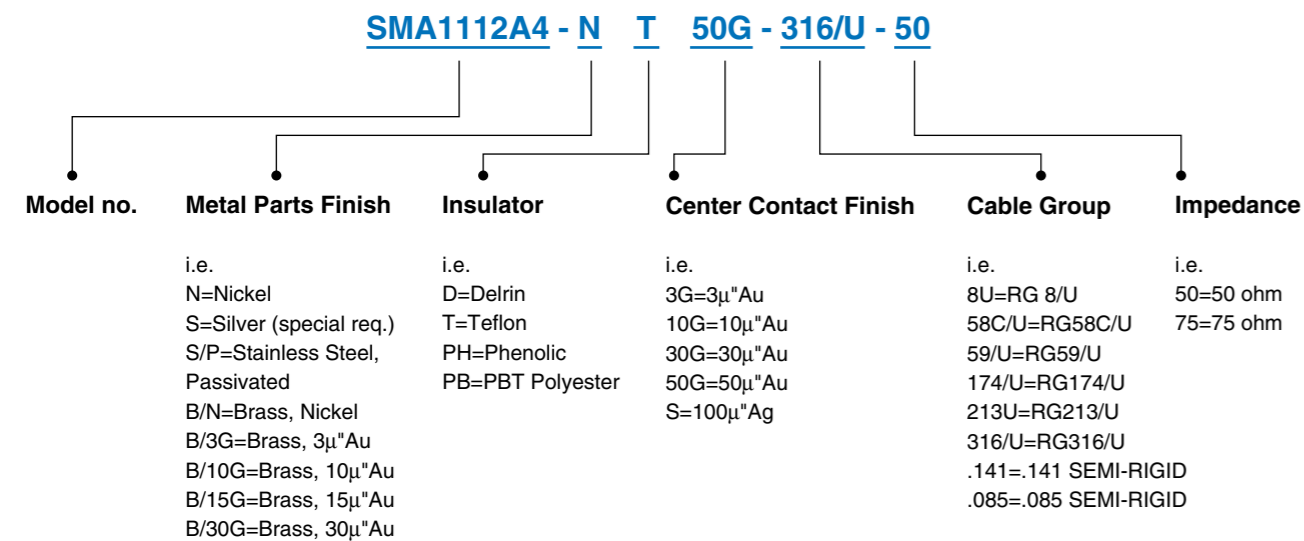 SMA1112A4 - N T 50G - 316/U - 50
Model no.
Metal Parts Finish
i.e.
N=Nickel
S=Silver (special req.)
S/P=Stainless Steel,
Passivated
B/N=Brass, Nickel
B/3G=Brass, 3µ"Au
B/10G=Brass, 10µ"Au
B/15G=Brass, 15µ"Au
B/30G=Brass, 30µ"Au
Insulator
i.e.
D=Delrin
T=Teflon
PH=Phenolic
PB=PBT Polyester
Center Contact Finish
i.e.
3G=3µ"Au
10G=10µ"Au
30G=30µ"Au
50G=50µ"Au
S=100µ"Ag
Cable Group
i.e.
8U=RG 8/U
58C/U=RG58C/U
59/U=RG59/U
174/U=RG174/U
213U=RG213/U
316/U=RG316/U
.141=.141 SEMI-RIGID
.085=.085 SEMI-RIGID
Impedance
i.e.
50=50 ohm
75=75 ohm